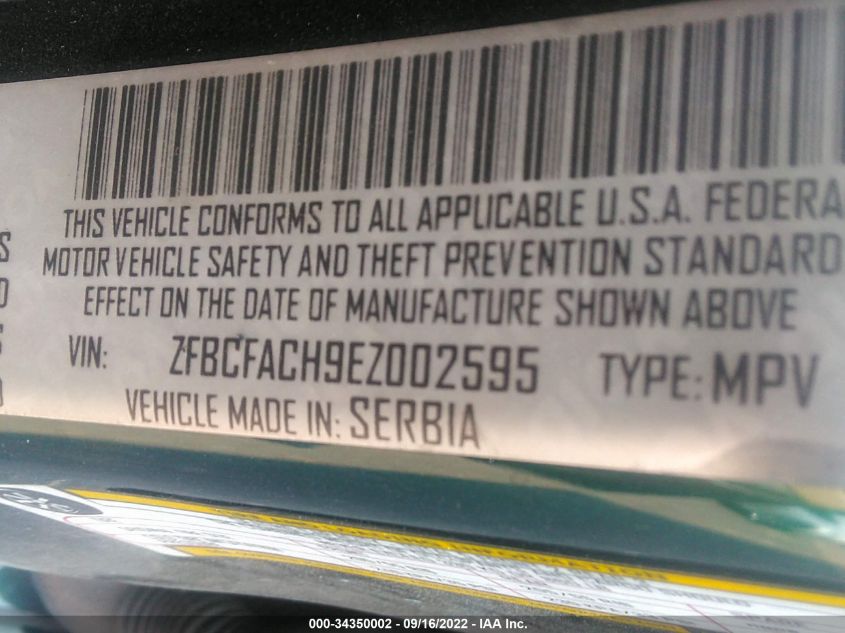 THIS VEHICLE CONFORMS TO ALL APPLICABLE U.S.A. FEDERA
MOTOR VEHICLE SAFETY AND THEFT PREVENTION STANDARD
EFFECT ON THE DATE OF MANUFACTURE SHOWN ABOVE
VIN: ZFBCFACH9EZ002595 TYPE: MPV
VEHICLE MADE IN: SERBIA
000-34350002 - 09/16/2022 - IAA Inc.